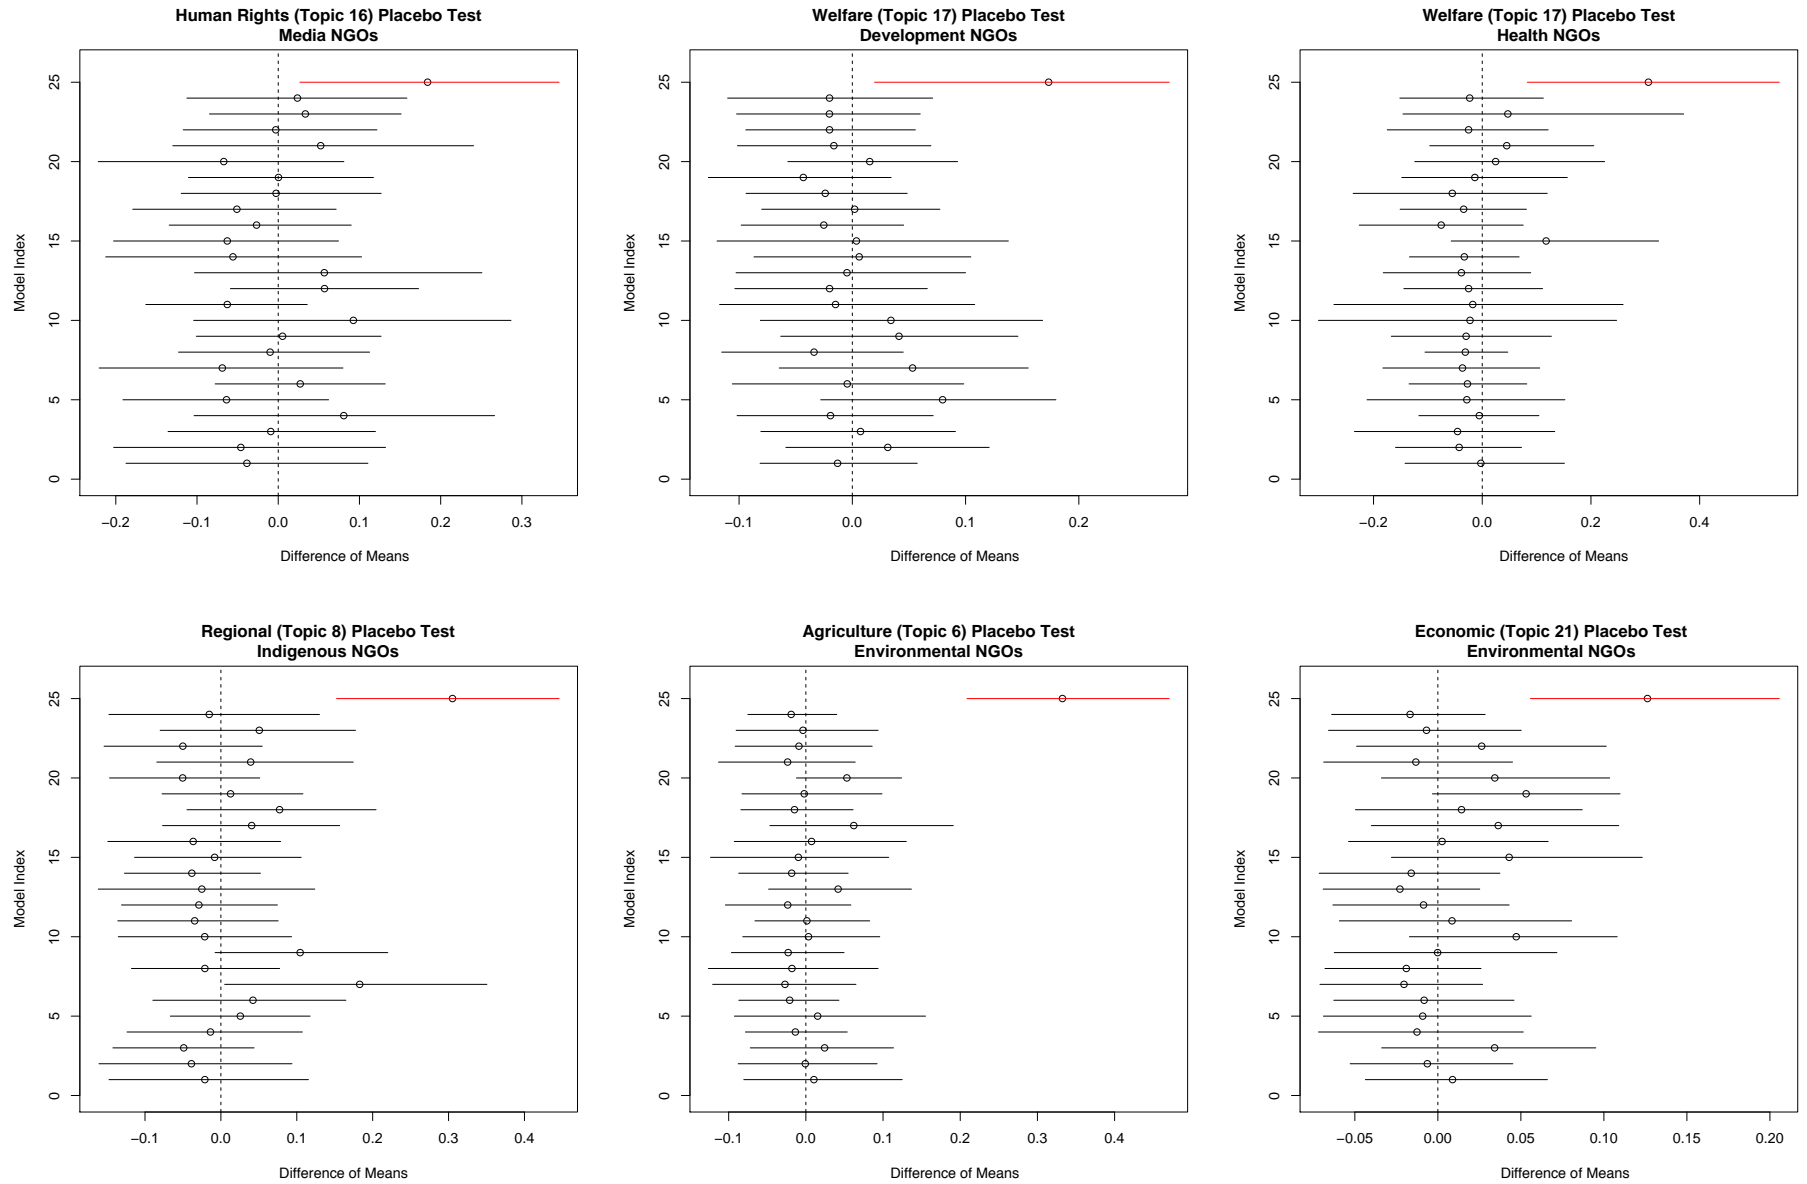 Human Rights (Topic 16) Placebo Test
Media NGOs
25
20
15
10
5
0
Model Index
−0.2 −0.1 0.0 0.1 0.2 0.3
Difference of Means
Welfare (Topic 17) Placebo Test
Development NGOs
25
20
15
10
5
0
Model Index
−0.1 0.0 0.1 0.2
Difference of Means
Welfare (Topic 17) Placebo Test
Health NGOs
25
20
15
10
5
0
Model Index
−0.2 0.0 0.2 0.4
Difference of Means
Regional (Topic 8) Placebo Test
Indigenous NGOs
25
20
15
10
5
0
Model Index
−0.1 0.0 0.1 0.2 0.3 0.4
Difference of Means
Agriculture (Topic 6) Placebo Test
Environmental NGOs
25
20
15
10
5
0
Model Index
−0.1 0.0 0.1 0.2 0.3 0.4
Difference of Means
Economic (Topic 21) Placebo Test
Environmental NGOs
25
20
15
10
5
0
Model Index
−0.05 0.00 0.05 0.10 0.15 0.20
Difference of Means